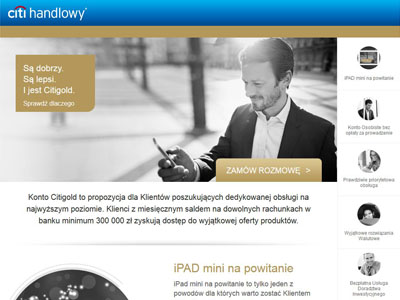 citi handlowy
Są dobrzy.
Są lepsi.
I jest Citigold.
Sprawdź dlaczego
ZAMÓW ROZMOWĘ >
Konto Citigold to propozycja dla Klientów poszukujących dedykowanej obsługi na
najwyższym poziomie. Klienci z miesięcznym saldem na dowolnych rachunkach w
banku minimum 300 000 zł zyskują dostęp do wyjątkowej oferty produktów.
iPAD mini na powitanie
iPad mini na powitanie to tylko jeden z
powodów dla których warto zostać Klientem
iPAD mini na powitanie
Konto Osobiste bez
opłaty za prowadzenie
Prawdziwie priorytetowa
obsługa
Wyjątkowe rozwiązania
Walutowe
Bezpłatna Usługa
Doradztwa
Inwestycyjnego